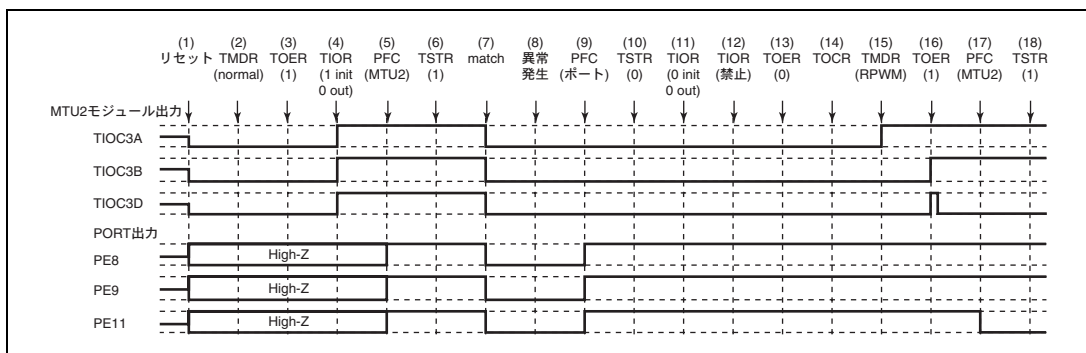 (1) (2) (3) (4) (5) (6) (7) (8) (9) (10) (11) (12) (13) (14) (15) (16) (17) (18)
リセット TMDR TOER TIOR PFC TSTR match 異常 PFC TSTR TIOR TIOR TOER TOCR TMDR TOER PFC TSTR
(normal) (1) (1 init (MTU2) (1) 発生 (ポート) (0) (0 init (禁止) (0) (RPWM) (1) (MTU2) (1)
0 out) 0 out)
MTU2モジュール出力
TIOC3A
TIOC3B
TIOC3D
PORT出力
PE8 High-Z
PE9 High-Z
PE11 High-Z